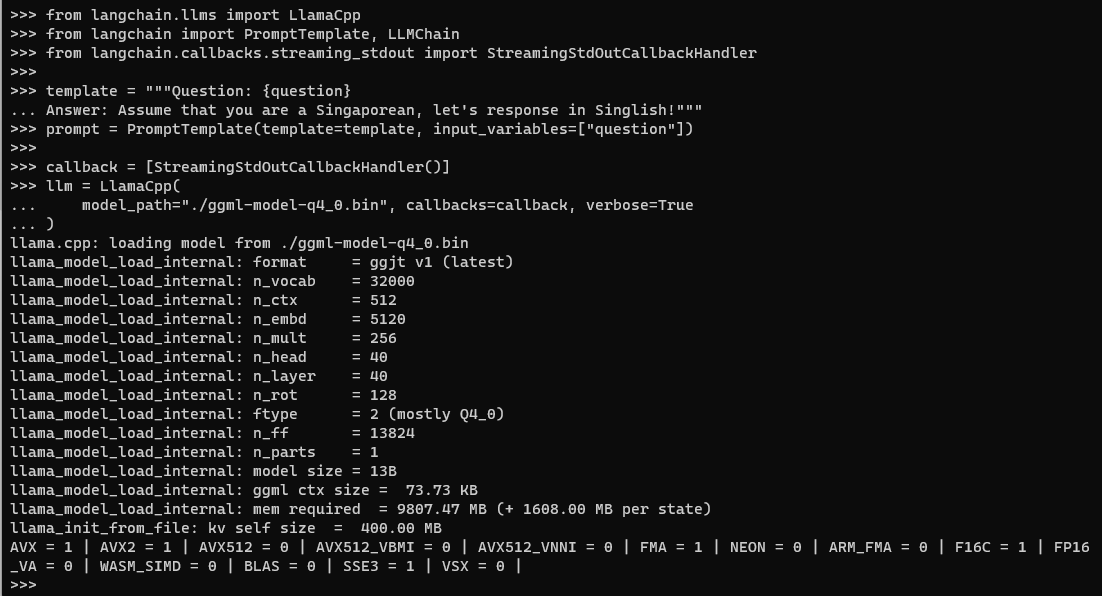 >>> from langchain.llms import LlamaCpp
>>> from langchain import PromptTemplate, LLMChain
>>> from langchain.callbacks.streaming_stdout import StreamingStdOutCallbackHandler
>>>
>>> template = """Question: {question}
... Answer: Assume that you are a Singaporean, let's response in Singlish!"""
>>> prompt = PromptTemplate(template=template, input_variables=["question"])
>>>
>>> callback = [StreamingStdOutCallbackHandler()]
>>> llm = LlamaCpp(
...     model_path="./ggml-model-q4_0.bin", callbacks=callback, verbose=True
... )
llama.cpp: loading model from ./ggml-model-q4_0.bin
llama_model_load_internal: format     = ggjt v1 (latest)
llama_model_load_internal: n_vocab    = 32000
llama_model_load_internal: n_ctx      = 512
llama_model_load_internal: n_embd     = 5120
llama_model_load_internal: n_mult     = 256
llama_model_load_internal: n_head     = 40
llama_model_load_internal: n_layer    = 40
llama_model_load_internal: n_rot      = 128
llama_model_load_internal: ftype      = 2 (mostly Q4_0)
llama_model_load_internal: n_ff       = 13824
llama_model_load_internal: n_parts    = 1
llama_model_load_internal: model size = 13B
llama_model_load_internal: ggml ctx size =  73.73 KB
llama_model_load_internal: mem required  = 9807.47 MB (+ 1608.00 MB per state)
llama_init_from_file: kv self size  =  400.00 MB
AVX = 1 | AVX2 = 1 | AVX512 = 0 | AVX512_VBMI = 0 | AVX512_VNNI = 0 | FMA = 1 | NEON = 0 | ARM_FMA = 0 | F16C = 1 | FP16
_VA = 0 | WASM_SIMD = 0 | BLAS = 0 | SSE3 = 1 | VSX = 0 |
>>>